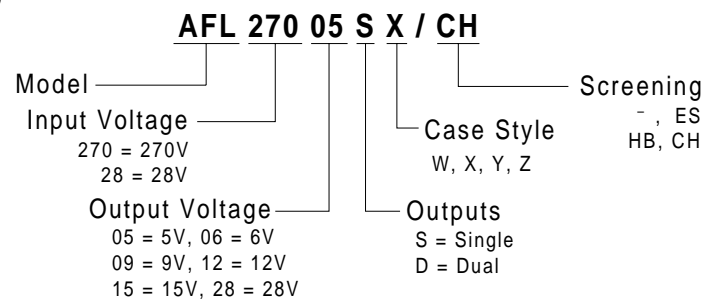 AFL 270 05 S X / CH
Model
Input Voltage
270 = 270V
28 = 28V
Output Voltage
05 = 5V, 06 = 6V
09 = 9V, 12 = 12V
15 = 15V, 28 = 28V
Outputs
S = Single
D = Dual
Case Style
W, X, Y, Z
Screening
– , ES
HB, CH